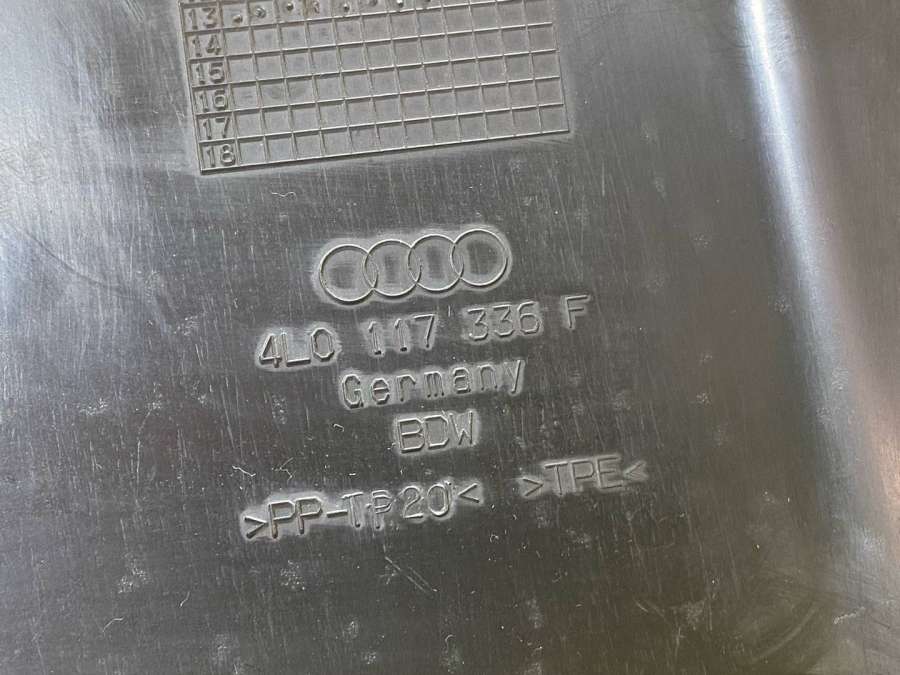 13
14
15
16
17
18
4L0 117 336 F
Germany
BDW
>PP-TP20< >TPE<